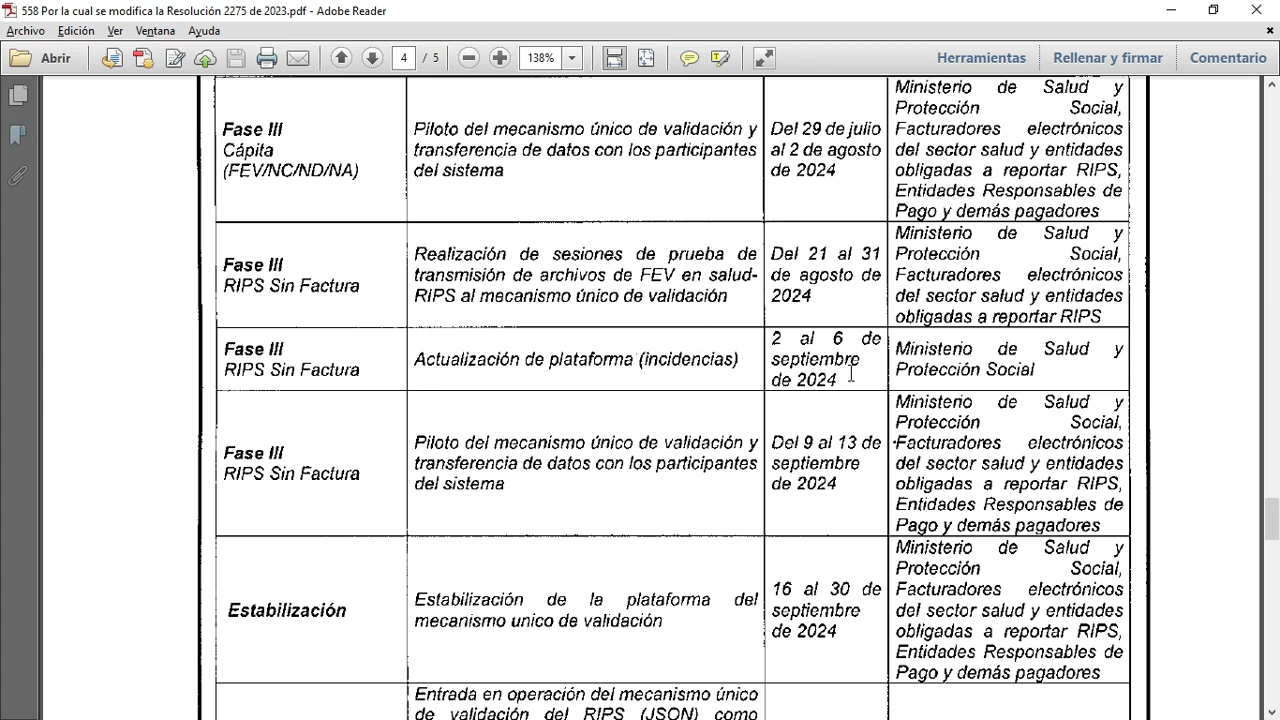 558 Por la cual se modifica la Resolución 2275 de 2023.pdf - Adobe Reader
Archivo Edición Ver Ventana Ayuda
Abrir 4 / 5 138% Herramientas Rellenar y firmar Comentario
Fase III
Cápita
(FEV/NC/ND/NA)
Piloto del mecanismo único de validación y
transferencia de datos con los participantes
del sistema
Del 29 de julio
al 2 de agosto
de 2024
Ministerio de Salud y
Protección Social,
Facturadores electrónicos
del sector salud y entidades
obligadas a reportar RIPS,
Entidades Responsables de
Pago y demás pagadores
Fase III
RIPS Sin Factura
Realización de sesiones de prueba de
transmisión de archivos de FEV en salud-
RIPS al mecanismo único de validación
Del 21 al 31
de agosto de
2024
Ministerio de Salud y
Protección Social,
Facturadores electrónicos
del sector salud y entidades
obligadas a reportar RIPS
Fase III
RIPS Sin Factura
Actualización de plataforma (incidencias)
2 al 6 de
septiembre
de 2024
Ministerio de Salud y
Protección Social
Fase III
RIPS Sin Factura
Piloto del mecanismo único de validación y
transferencia de datos con los participantes
del sistema
Del 9 al 13 de
septiembre
de 2024
Ministerio de Salud y
Protección Social,
Facturadores electrónicos
del sector salud y entidades
obligadas a reportar RIPS,
Entidades Responsables de
Pago y demás pagadores
Estabilización
Estabilización de la plataforma del
mecanismo unico de validación
16 al 30 de
septiembre
de 2024
Ministerio de Salud y
Protección Social,
Facturadores electrónicos
del sector salud y entidades
obligadas a reportar RIPS,
Entidades Responsables de
Pago y demás pagadores
Entrada en operación del mecanismo único
de validación del RIPS (JSON) como